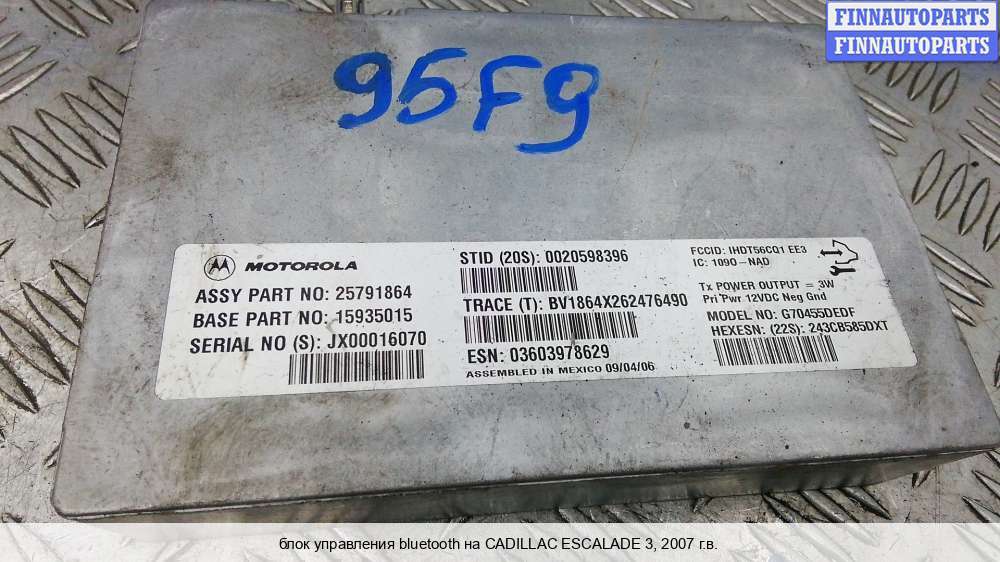 FINNAUTOPARTS
FINNAUTOPARTS
95F9
MOTOROLA
ASSY PART NO: 25791864
BASE PART NO: 15935015
SERIAL NO (S): JX00016070
STID (20S): 0020598396
TRACE (T): BV1864X262476490
ESN: 03603978629
ASSEMBLED IN MEXICO 09/04/06
FCCID: IHDT56CQ1 EE3
IC: 109O-NAD
Tx POWER OUTPUT = 3W
Pri Pwr 12VDC Neg Gnd
MODEL NO: G70455DEDF
HEXESN: (22S): 243CB585DXT
блок управления bluetooth на CADILLAC ESCALADE 3, 2007 г.в.